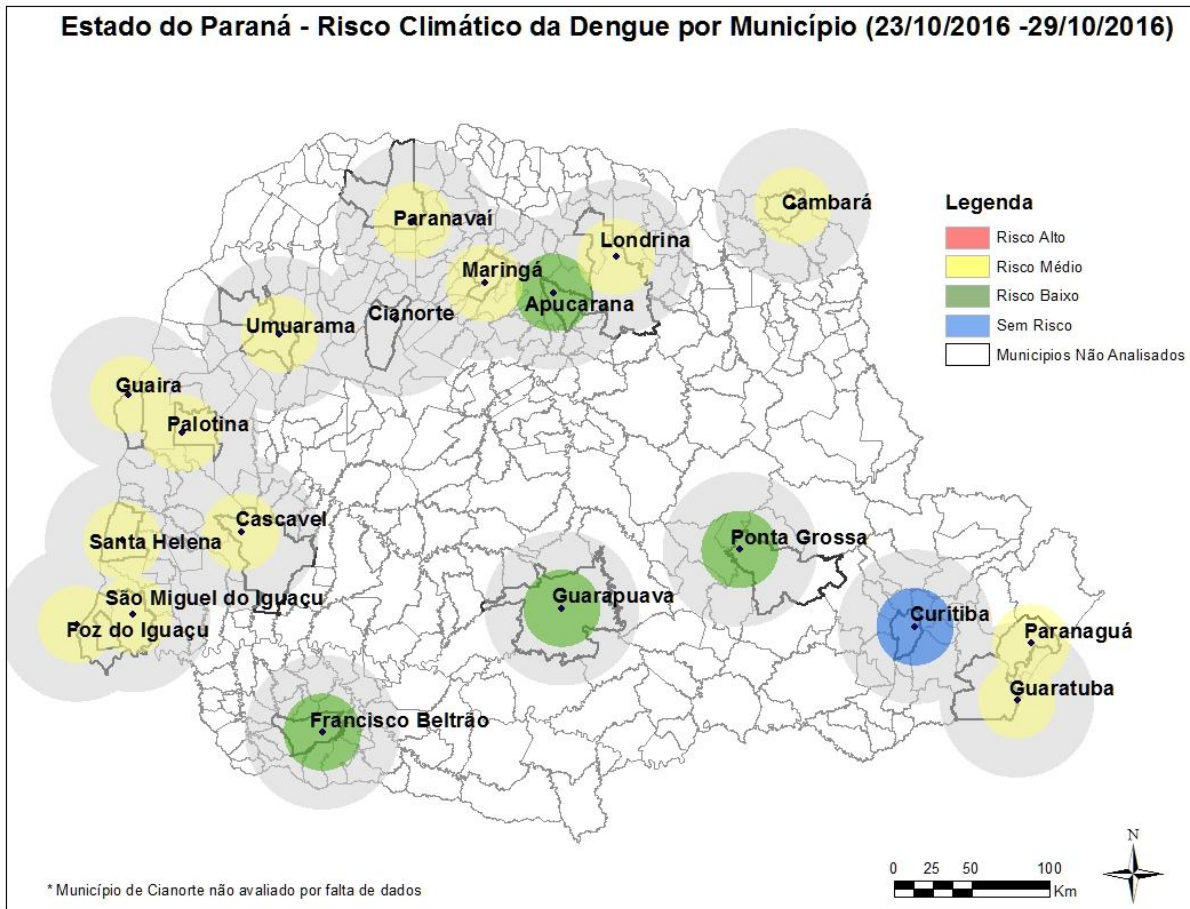 Estado do Paraná - Risco Climático da Dengue por Município (23/10/2016 -29/10/2016)
Cambará
Paranavaí
Londrina
Maringá
Apucarana
Cianorte
Umuarama
Guaira
Palotina
Cascavel
Santa Helena
São Miguel do Iguaçu
Foz do Iguaçu
Ponta Grossa
Guarapuava
Curitiba
Paranaguá
Guaratuba
Francisco Beltrão
Legenda
Risco Alto
Risco Médio
Risco Baixo
Sem Risco
Municipios Não Analisados
* Município de Cianorte não avaliado por falta de dados
0 25 50 100
Km
N